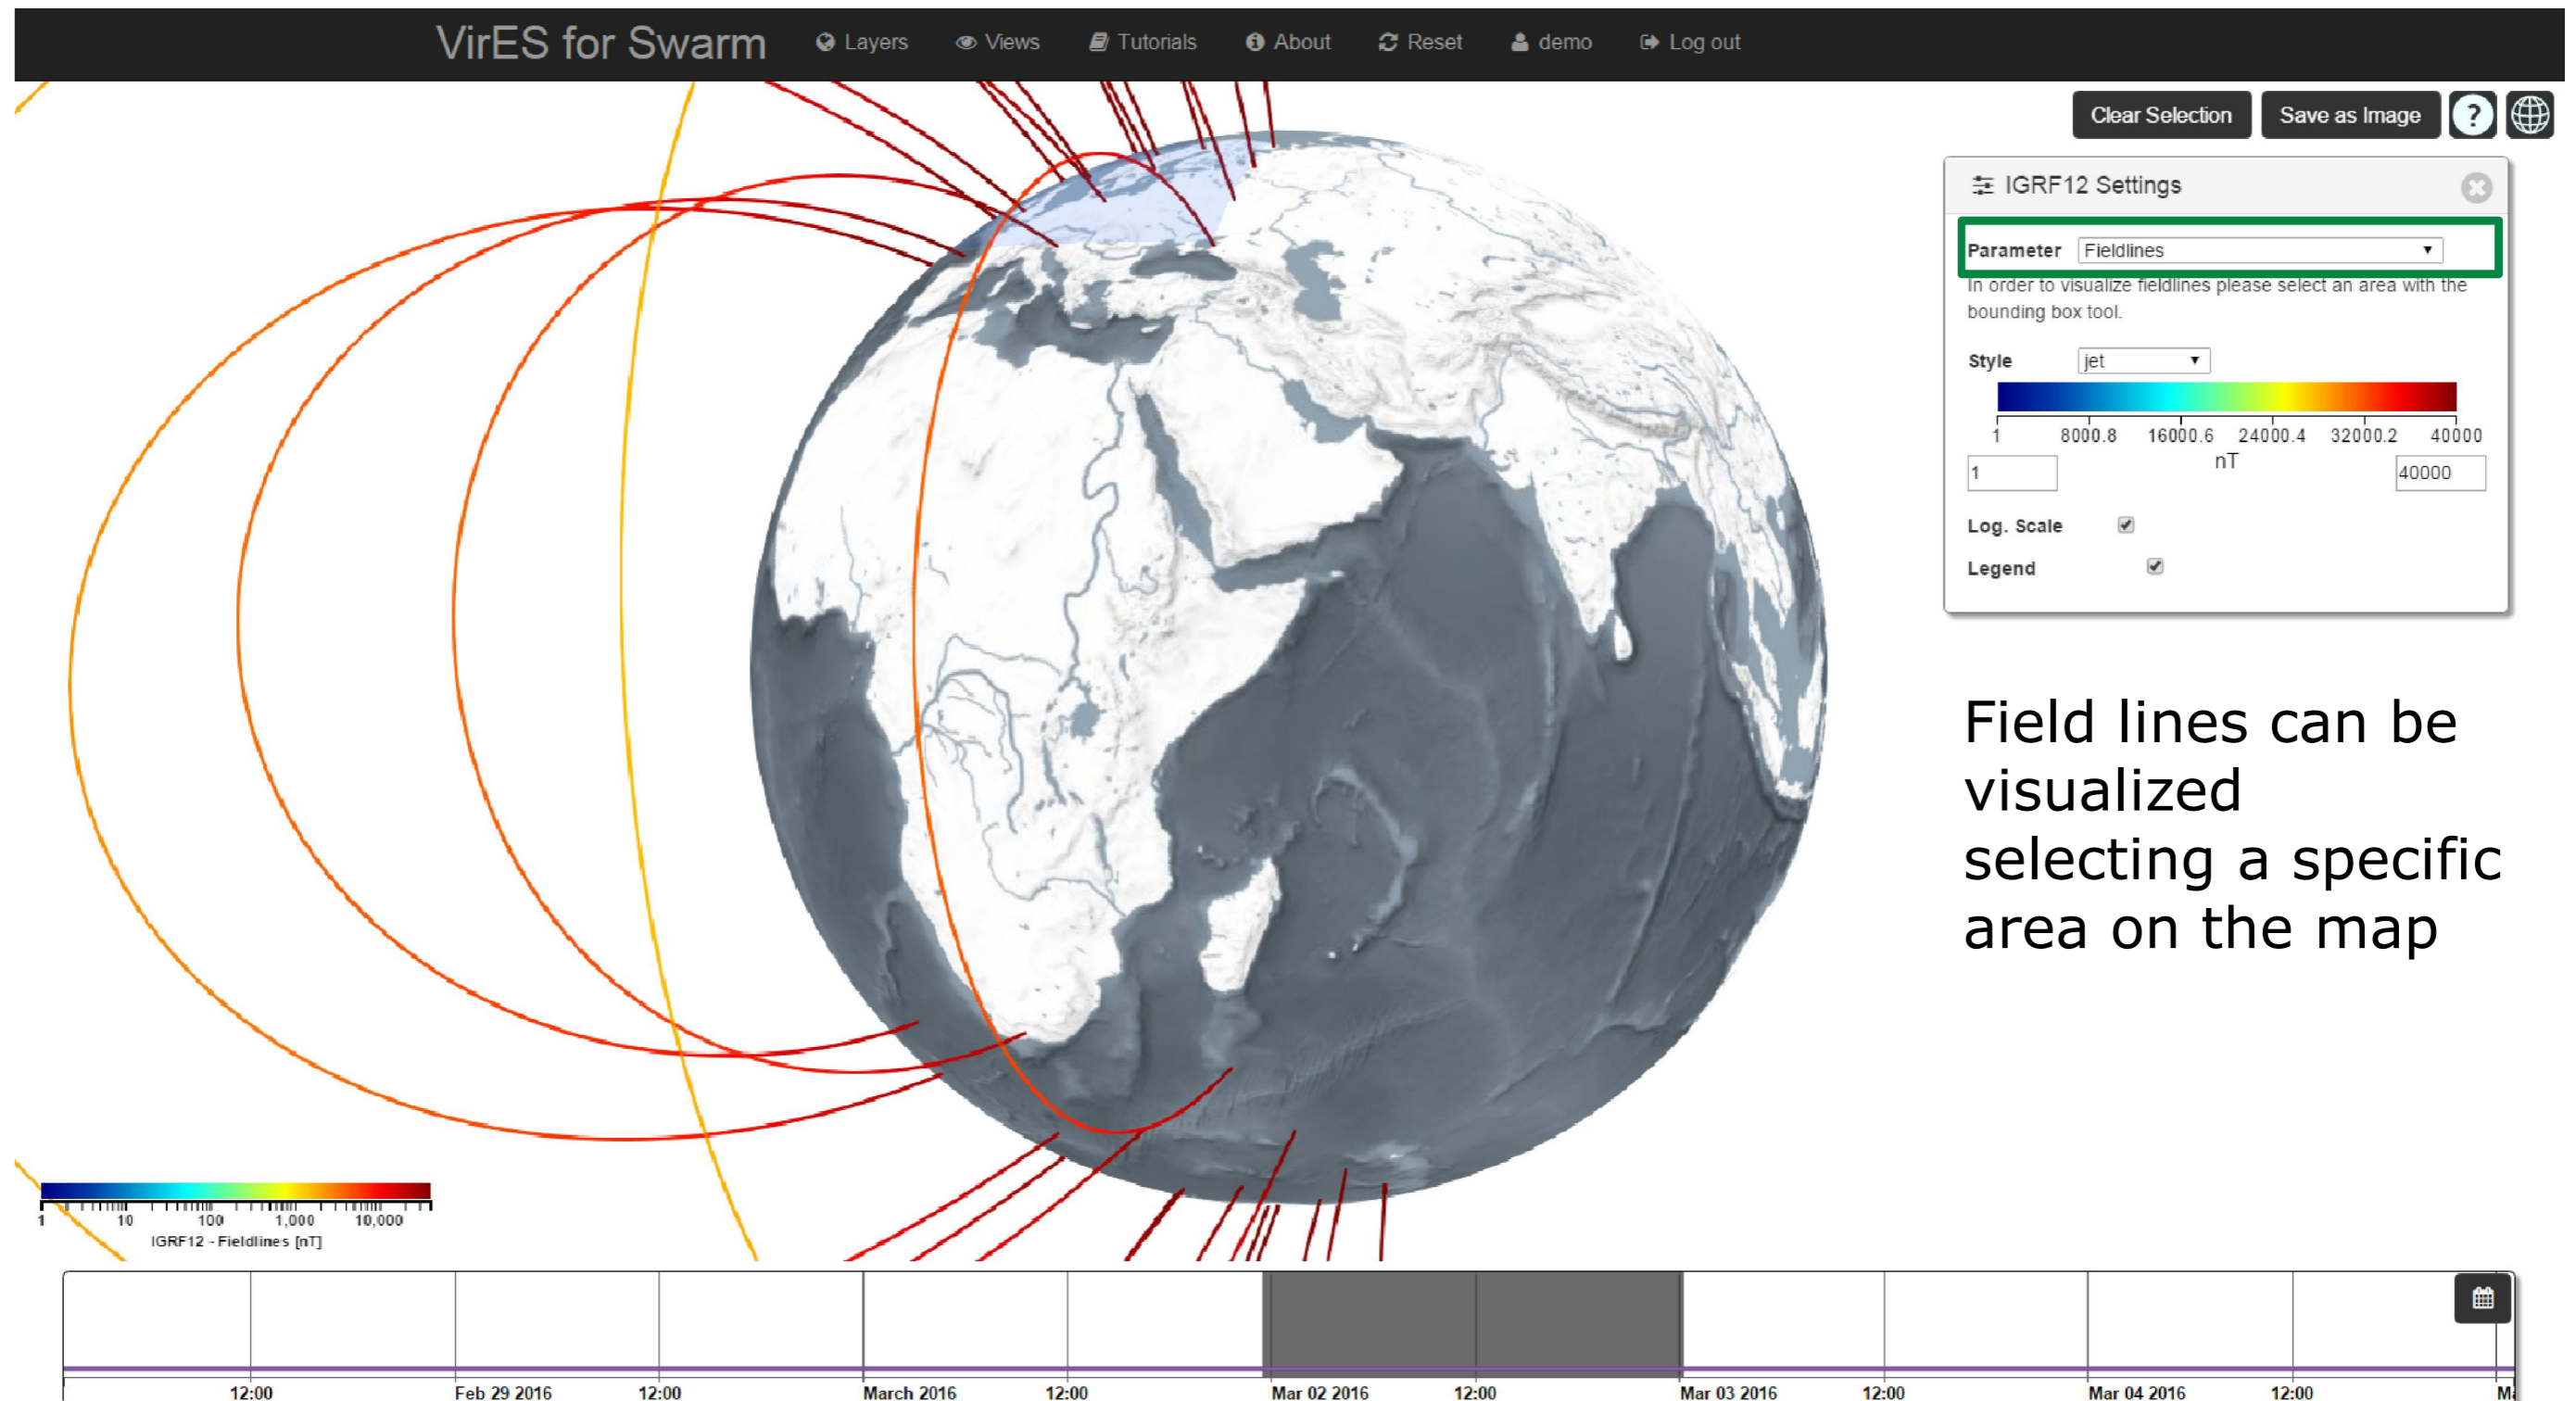 VirES for Swarm Layers Views Tutorials About Reset demo Log out
Clear Selection Save as Image ?
IGRF12 Settings
Parameter Fieldlines
In order to visualize fieldlines please select an area with the
bounding box tool.
Style jet
1 8000.8 16000.6 24000.4 32000.2 40000
nT
1 40000
Log. Scale
Legend
Field lines can be
visualized
selecting a specific
area on the map
1 10 100 1,000 10,000
IGRF12 - Fieldlines [nT]
12:00 Feb 29 2016 12:00 March 2016 12:00 Mar 02 2016 12:00 Mar 03 2016 12:00 Mar 04 2016 12:00